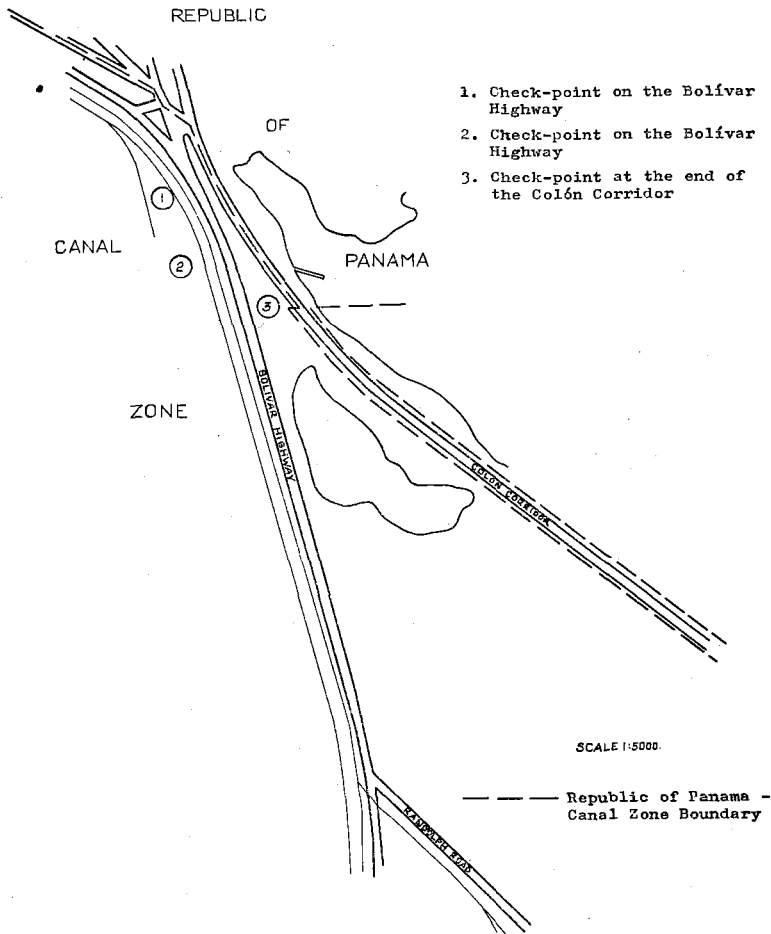 REPUBLIC
OF
PANAMA
1. Check-point on the Bolívar
Highway
2. Check-point on the Bolívar
Highway
3. Check-point at the end of
the Colón Corridor
1
CANAL
2
3
ZONE
BOLIVAR HIGHWAY
COLON CORRIDOR
SCALE 1:5000.
Republic of Panama -
Canal Zone Boundary
RANDOLPH ROAD